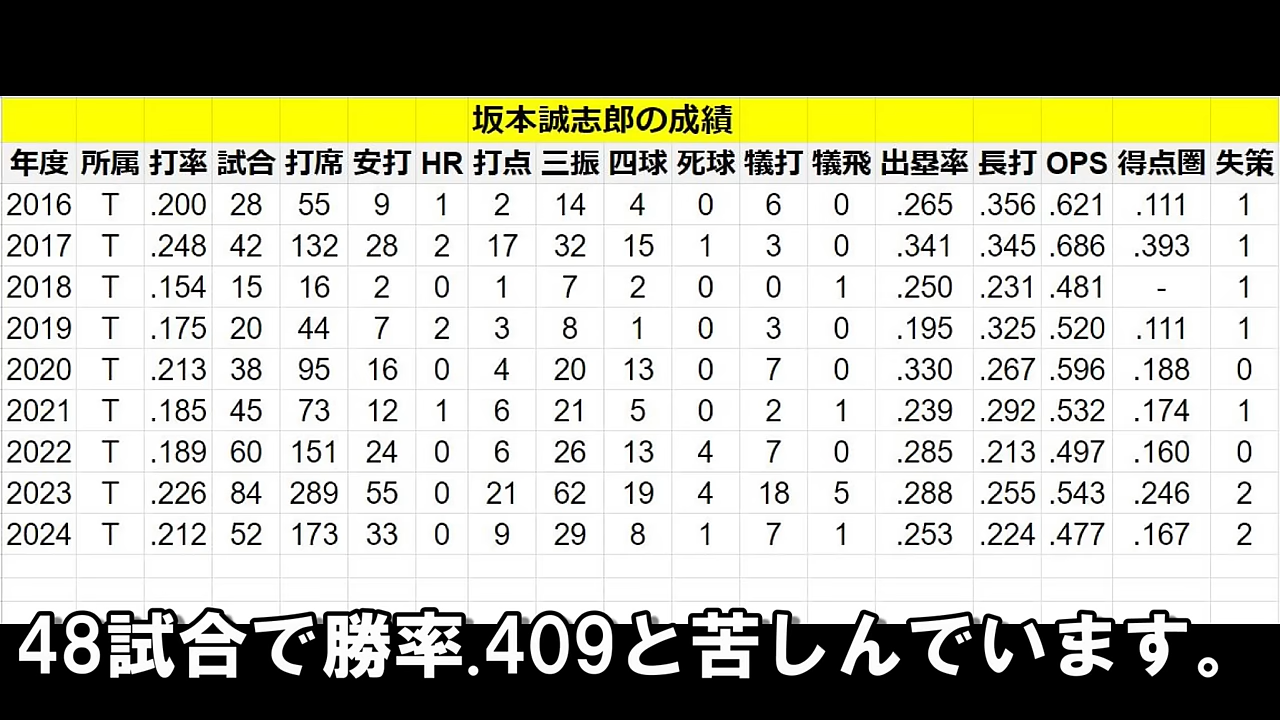 坂本誠志郎の成績
年度 所属 打率 試合 打席 安打 HR 打点 三振 四球 死球 犠打 犠飛 出塁率 長打 OPS 得点圏 失策
2016 T .200 28 55 9 1 2 14 4 0 6 0 .265 .356 .621 .111 1
2017 T .248 42 132 28 2 17 32 15 1 3 0 .341 .345 .686 .393 1
2018 T .154 15 16 2 0 1 7 2 0 0 1 .250 .231 .481 - 1
2019 T .175 20 44 7 2 3 8 1 0 3 0 .195 .325 .520 .111 1
2020 T .213 38 95 16 0 4 20 13 0 7 0 .330 .267 .596 .188 0
2021 T .185 45 73 12 1 6 21 5 0 2 1 .239 .292 .532 .174 1
2022 T .189 60 151 24 0 6 26 13 4 7 0 .285 .213 .497 .160 0
2023 T .226 84 289 55 0 21 62 19 4 18 5 .288 .255 .543 .246 2
2024 T .212 52 173 33 0 9 29 8 1 7 1 .253 .224 .477 .167 2
48試合で勝率.409と苦しんでいます。